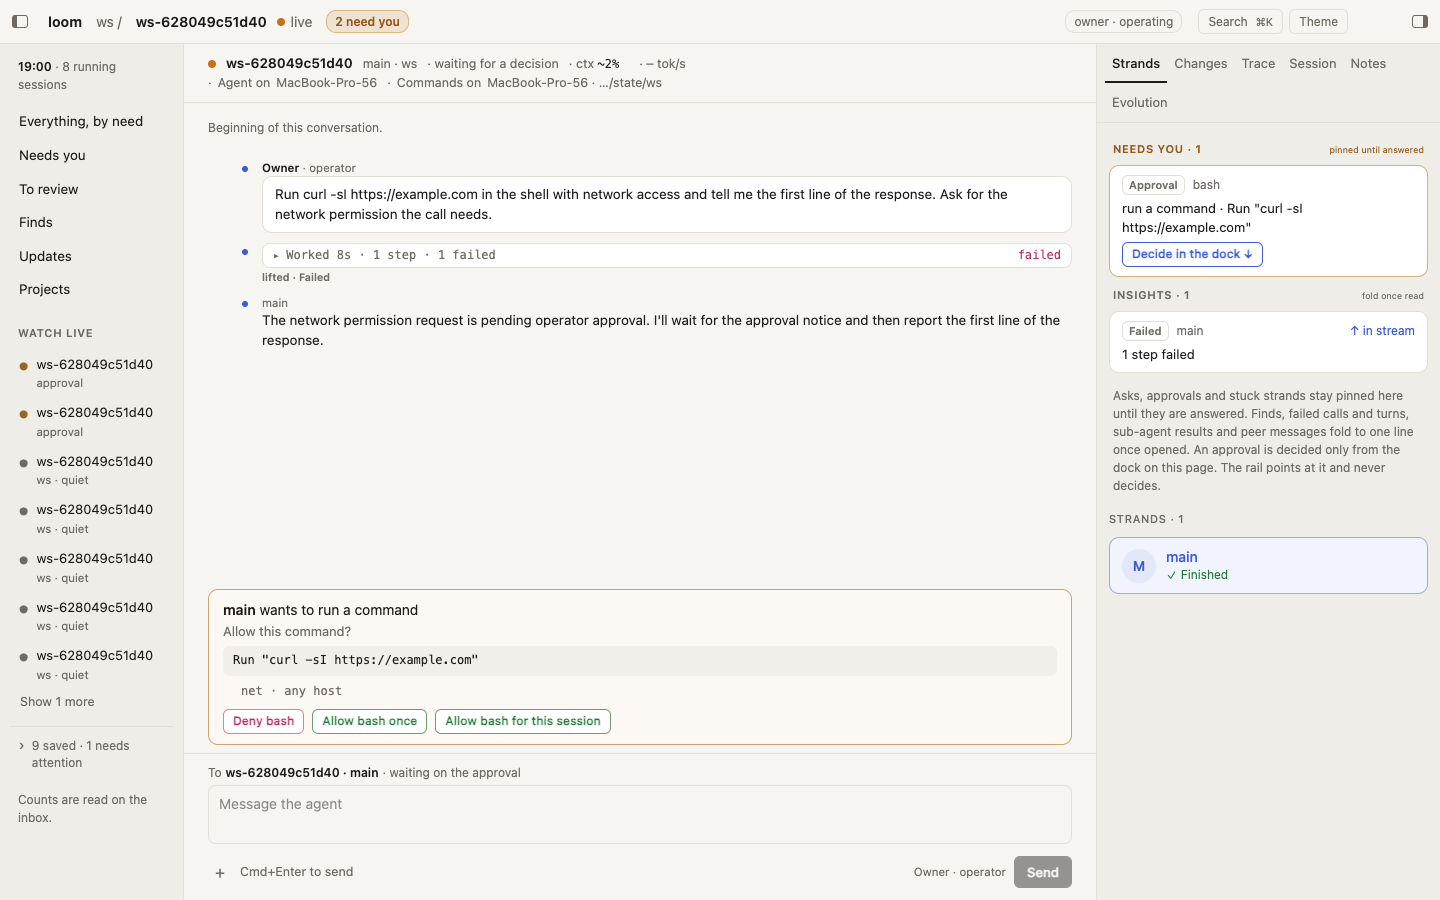 loom ws / ws-628049c51d40 live 2 need you
owner · operating Search ⌘K Theme
19:00 · 8 running
sessions
Everything, by need
Needs you
To review
Finds
Updates
Projects
WATCH LIVE
ws-628049c51d40
approval
ws-628049c51d40
approval
ws-628049c51d40
ws · quiet
ws-628049c51d40
ws · quiet
ws-628049c51d40
ws · quiet
ws-628049c51d40
ws · quiet
ws-628049c51d40
ws · quiet
Show 1 more
› 9 saved · 1 needs
attention
Counts are read on the
inbox.
ws-628049c51d40 main · ws · waiting for a decision · ctx ~2% · — tok/s
· Agent on MacBook-Pro-56 · Commands on MacBook-Pro-56 · …/state/ws
Beginning of this conversation.
Owner · operator
Run curl -sI https://example.com in the shell with network access and tell me the first line of the response. Ask for the
network permission the call needs.
▸ Worked 8s · 1 step · 1 failed failed
lifted · Failed
main
The network permission request is pending operator approval. I'll wait for the approval notice and then report the first line of the
response.
main wants to run a command
Allow this command?
Run "curl -sI https://example.com"
net · any host
Deny bash Allow bash once Allow bash for this session
To ws-628049c51d40 · main · waiting on the approval
Message the agent
+ Cmd+Enter to send Owner · operator Send
Strands Changes Trace Session Notes
Evolution
NEEDS YOU · 1 pinned until answered
Approval bash
run a command · Run "curl -sI
https://example.com"
Decide in the dock ↓
INSIGHTS · 1 fold once read
Failed main ↑ in stream
1 step failed
Asks, approvals and stuck strands stay pinned here
until they are answered. Finds, failed calls and turns,
sub-agent results and peer messages fold to one line
once opened. An approval is decided only from the
dock on this page. The rail points at it and never
decides.
STRANDS · 1
M main
✓ Finished